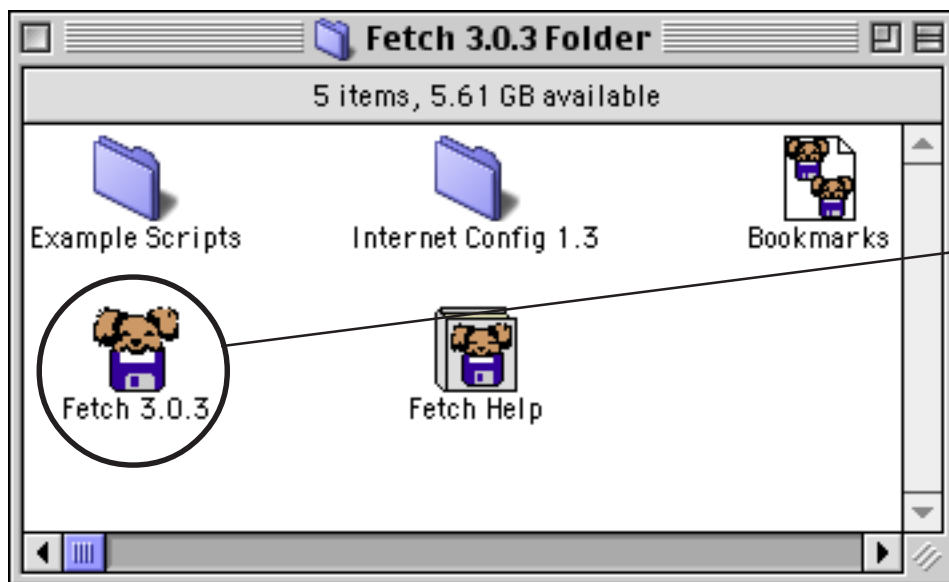 Fetch 3.0.3 Folder
5 items, 5.61 GB available
Example Scripts
Internet Config 1.3
Bookmarks
Fetch 3.0.3
Fetch Help